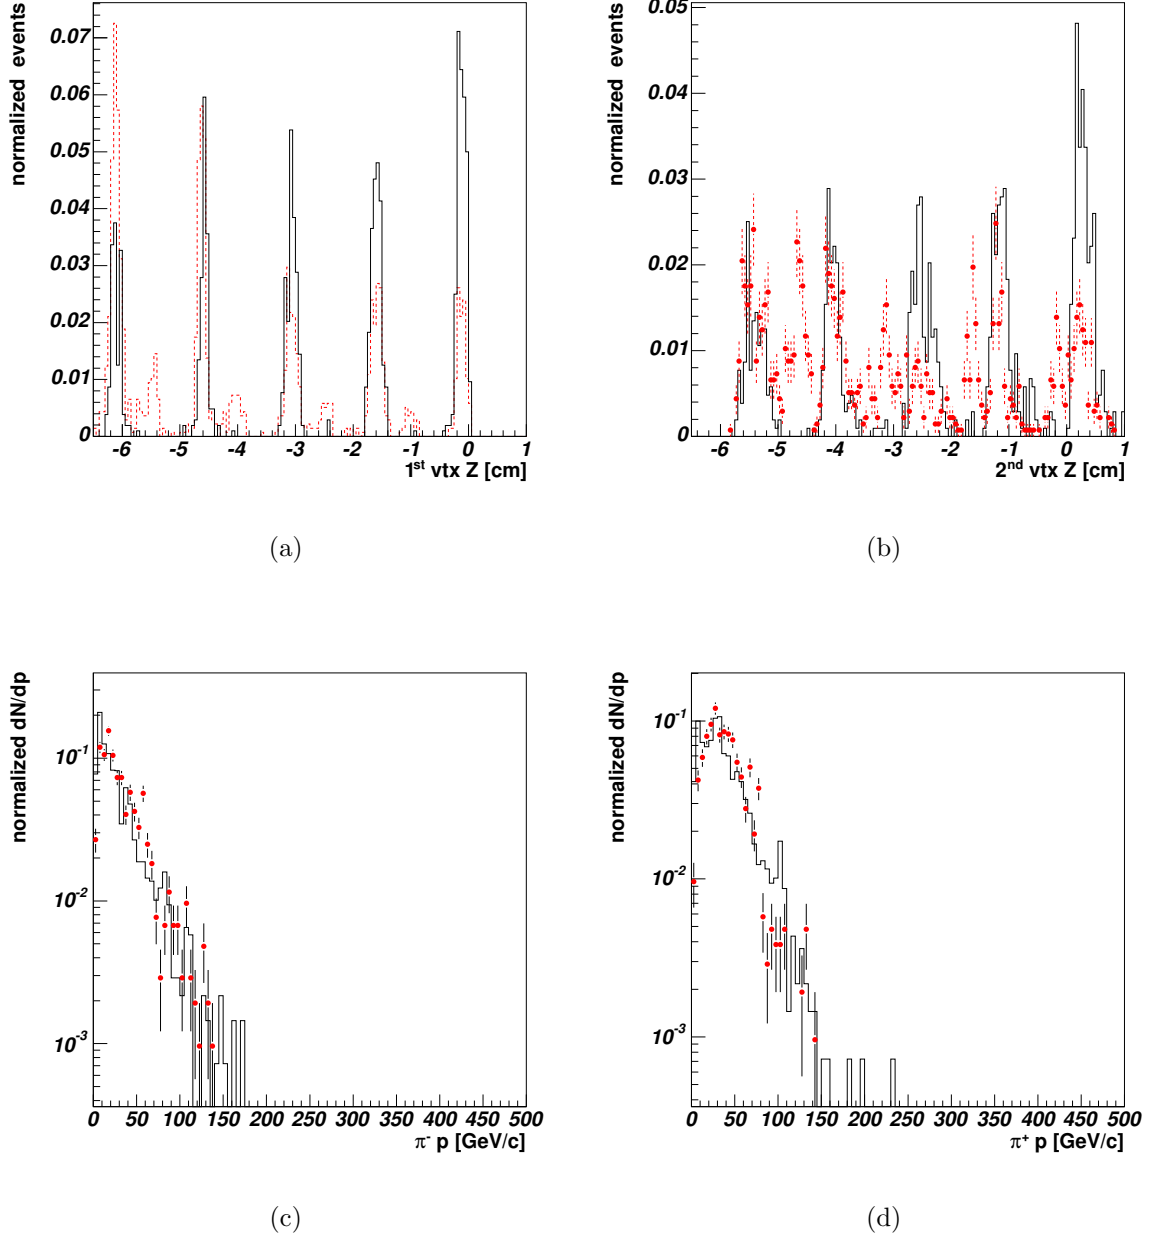 normalized events
0.07
0.06
0.05
0.04
0.03
0.02
0.01
0
-6 -5 -4 -3 -2 -1 0 1
1st vtx Z [cm]
(a)
normalized events
0.05
0.04
0.03
0.02
0.01
0
-6 -5 -4 -3 -2 -1 0 1
2nd vtx Z [cm]
(b)
normalized dN/dp
10-1
10-2
10-3
0 50 100 150 200 250 300 350 400 450 500
π- p [GeV/c]
(c)
normalized dN/dp
10-1
10-2
10-3
0 50 100 150 200 250 300 350 400 450 500
π+ p [GeV/c]
(d)